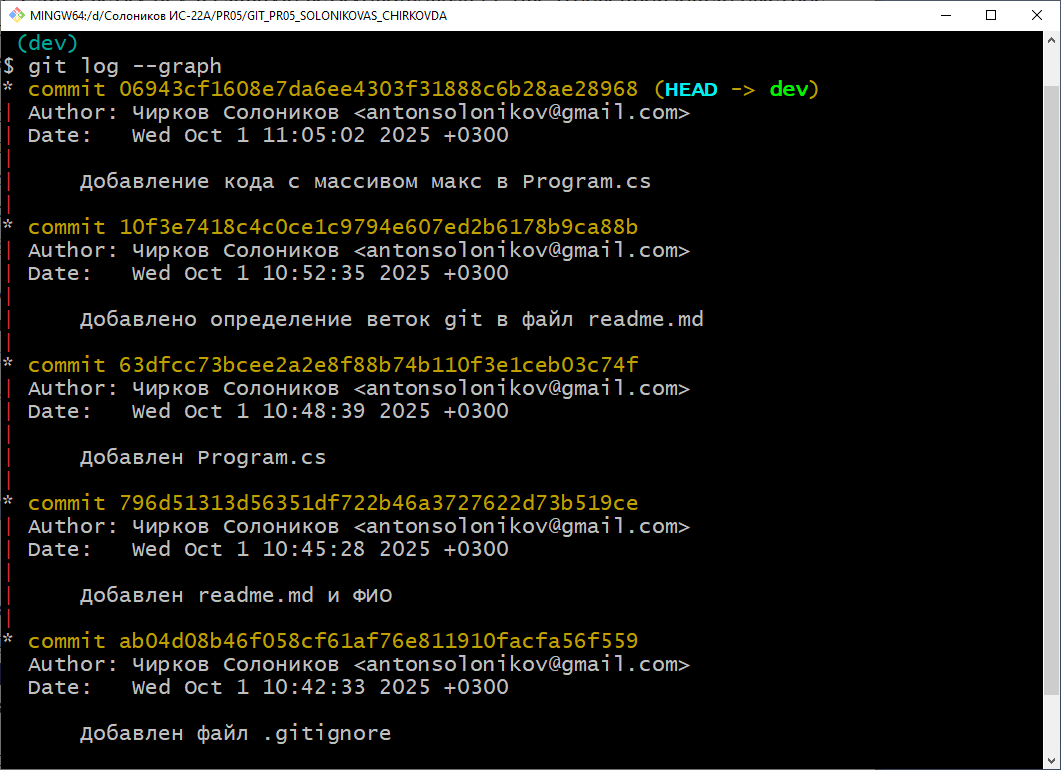 MINGW64:/d/Солоников ИС-22А/PR05/GIT_PR05_SOLONIKOVAS_CHIRKOVDA
(dev)
$ git log --graph
* commit 06943cf1608e7da6ee4303f31888c6b28ae28968 (HEAD -> dev)
| Author: Чирков Солоников <antonsolonikov@gmail.com>
| Date:   Wed Oct 1 11:05:02 2025 +0300
|
|     Добавление кода с массивом макс в Program.cs
|
* commit 10f3e7418c4c0ce1c9794e607ed2b6178b9ca88b
| Author: Чирков Солоников <antonsolonikov@gmail.com>
| Date:   Wed Oct 1 10:52:35 2025 +0300
|
|     Добавлено определение веток git в файл readme.md
|
* commit 63dfcc73bcee2a2e8f88b74b110f3e1ceb03c74f
| Author: Чирков Солоников <antonsolonikov@gmail.com>
| Date:   Wed Oct 1 10:48:39 2025 +0300
|
|     Добавлен Program.cs
|
* commit 796d51313d56351df722b46a3727622d73b519ce
| Author: Чирков Солоников <antonsolonikov@gmail.com>
| Date:   Wed Oct 1 10:45:28 2025 +0300
|
|     Добавлен readme.md и ФИО
|
* commit ab04d08b46f058cf61af76e811910facfa56f559
  Author: Чирков Солоников <antonsolonikov@gmail.com>
  Date:   Wed Oct 1 10:42:33 2025 +0300
      Добавлен файл .gitignore